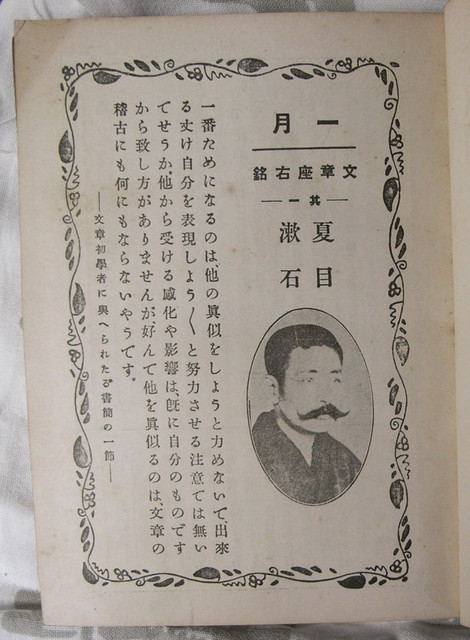 一月
文章座右銘
―其一―
夏目
漱石
一番ためになるのは、他の眞似をしようと力めないで、出來
る丈け自分を表現しよう〱と努力させる注意では無い
でせうか。他から受ける感化や影響は、既に自分のものです
から致し方がありませんが好んで他を眞似るのは、文章の
稽古にも何にもならないやうです。
―文章初學者に與へられたる書簡の一節―